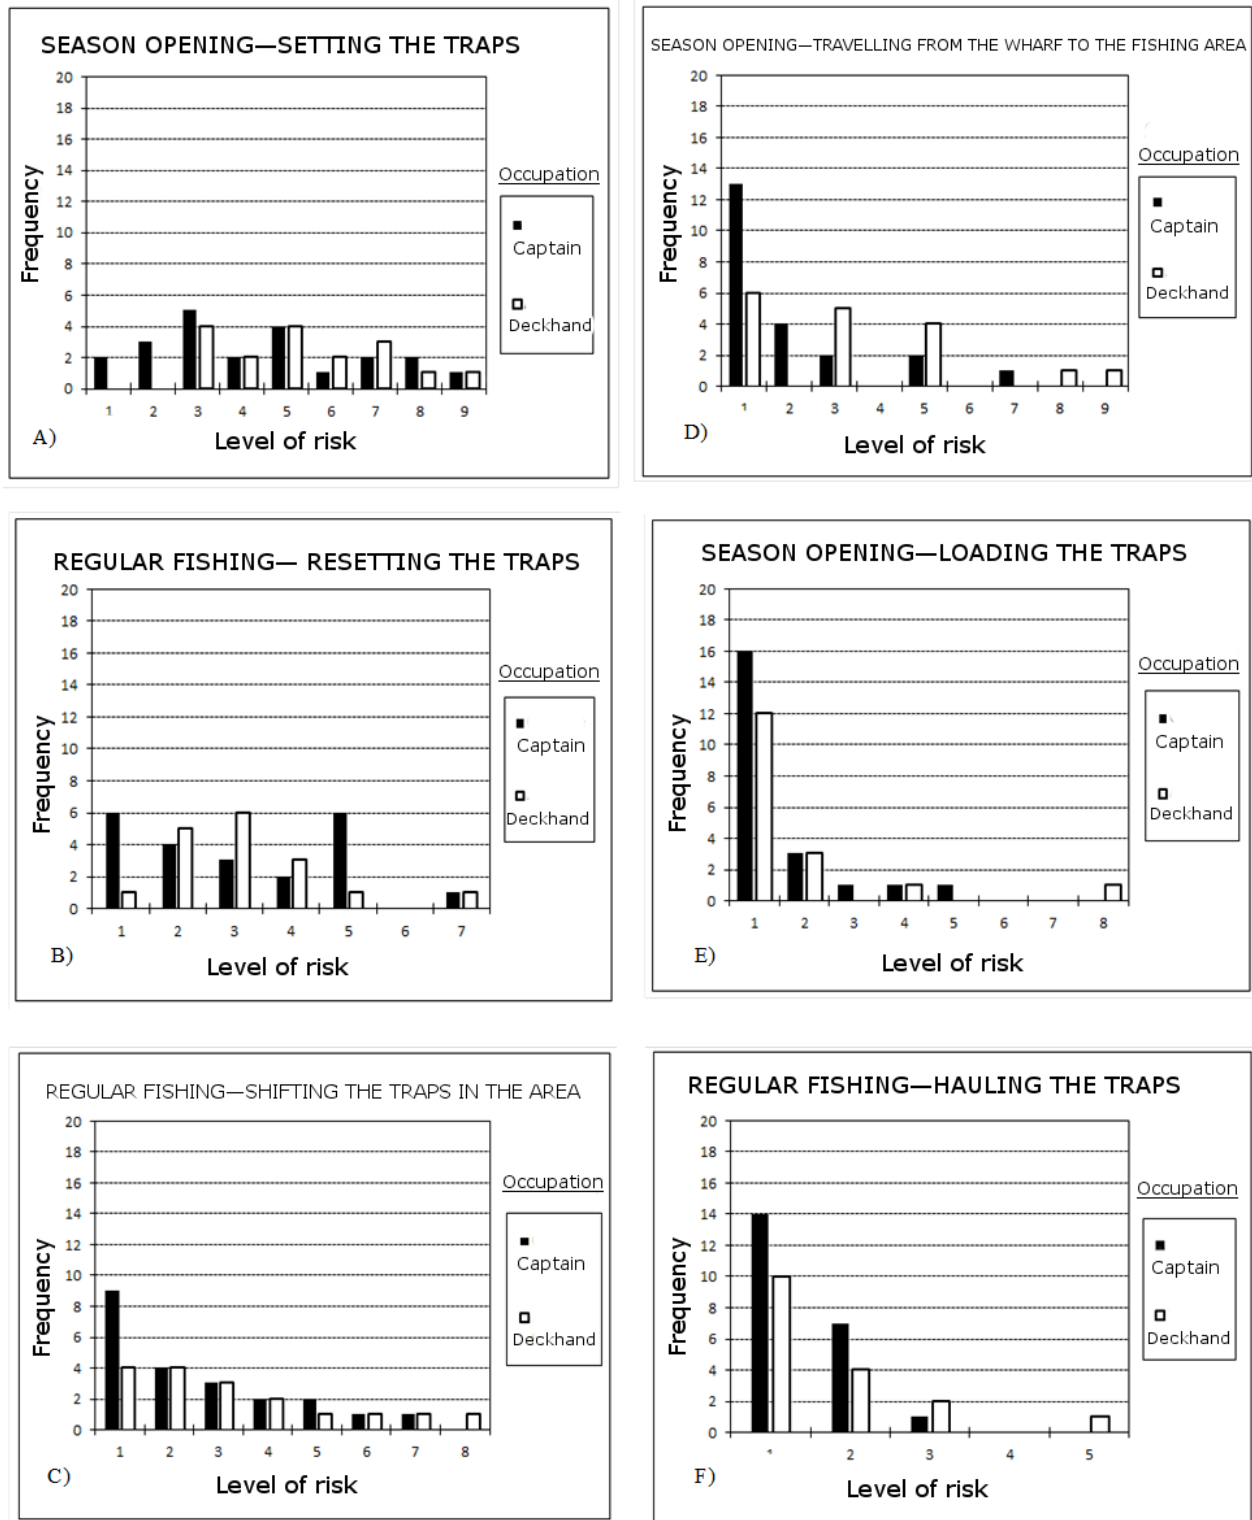 SEASON OPENING—SETTING THE TRAPS
20
18
16
14
12
10
8
6
4
2
0
Frequency
1 2 3 4 5 6 7 8 9
Level of risk
Occupation
Captain
Deckhand
A)
SEASON OPENING—TRAVELLING FROM THE WHARF TO THE FISHING AREA
20
18
16
14
12
10
8
6
4
2
0
Frequency
1 2 3 4 5 6 7 8 9
Level of risk
Occupation
Captain
Deckhand
D)
REGULAR FISHING— RESETTING THE TRAPS
20
18
16
14
12
10
8
6
4
2
0
Frequency
1 2 3 4 5 6 7
Level of risk
Occupation
Captain
Deckhand
B)
SEASON OPENING—LOADING THE TRAPS
20
18
16
14
12
10
8
6
4
2
0
Frequency
1 2 3 4 5 6 7 8
Level of risk
Occupation
Captain
Deckhand
E)
REGULAR FISHING—SHIFTING THE TRAPS IN THE AREA
20
18
16
14
12
10
8
6
4
2
0
Frequency
1 2 3 4 5 6 7 8
Level of risk
Occupation
Captain
Deckhand
C)
REGULAR FISHING—HAULING THE TRAPS
20
18
16
14
12
10
8
6
4
2
0
Frequency
1 2 3 4 5
Level of risk
Occupation
Captain
Deckhand
F)